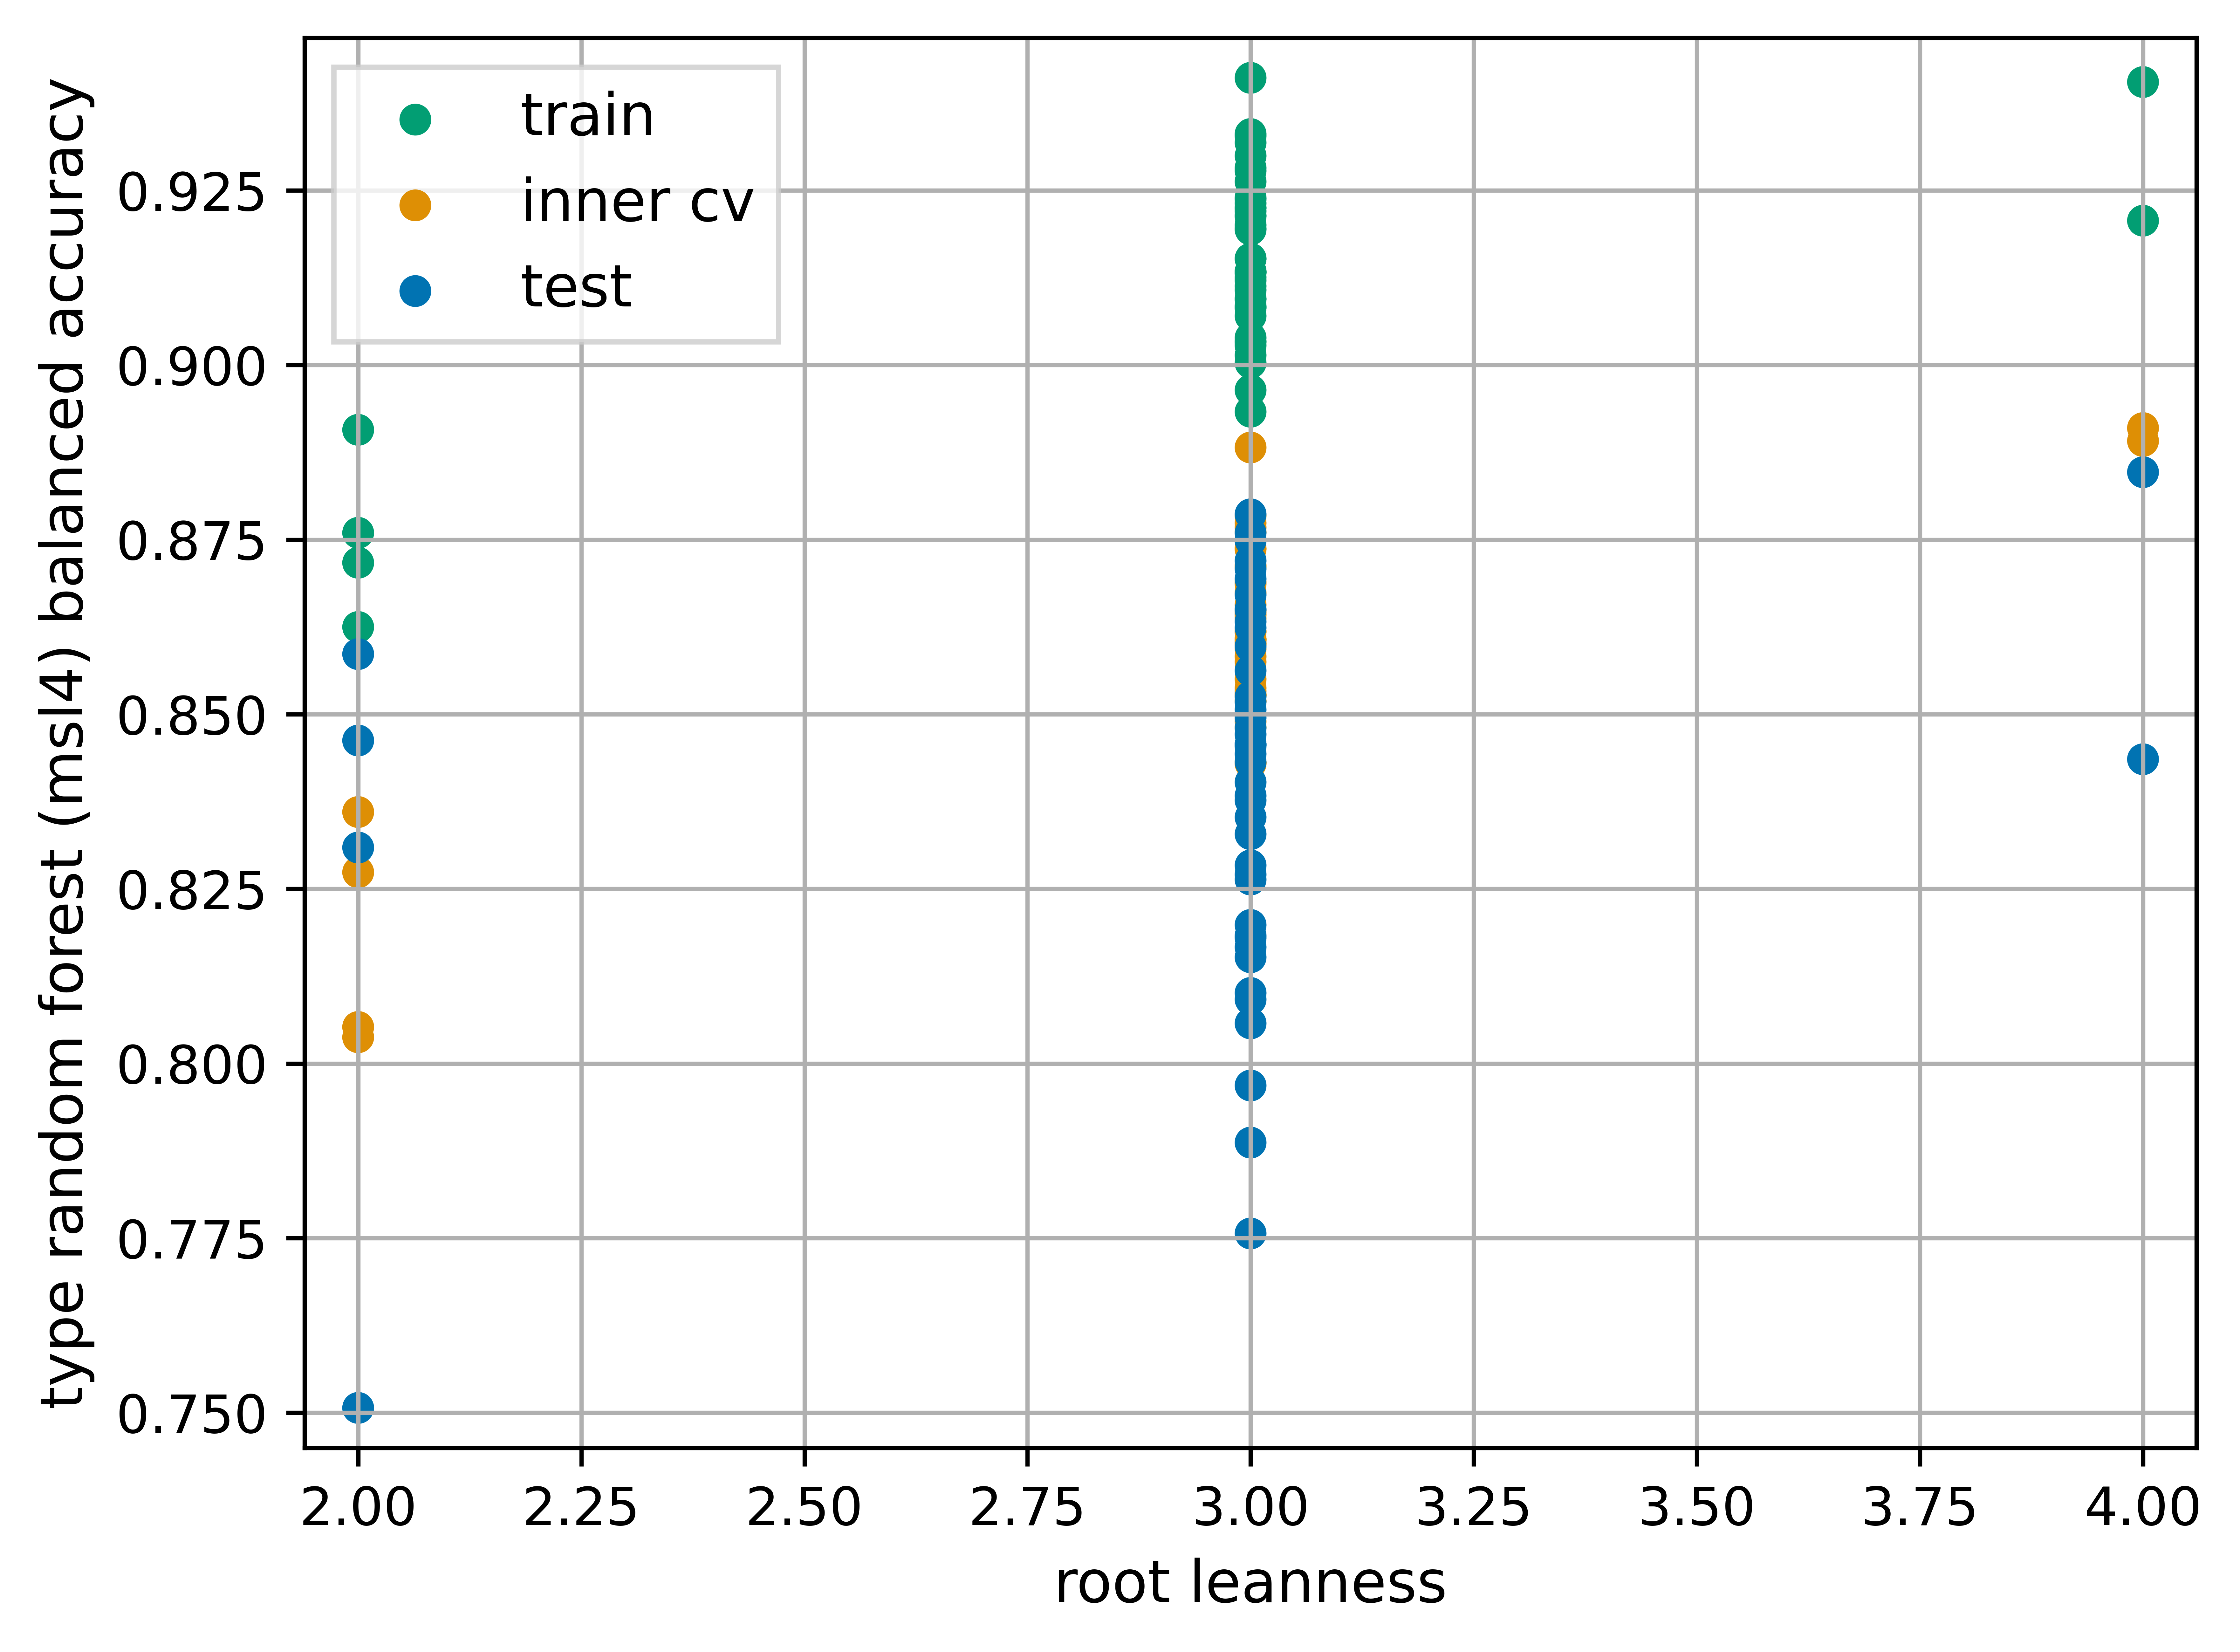 type random forest (msl4) balanced accuracy
train
inner cv
test
0.925
0.900
0.875
0.850
0.825
0.800
0.775
0.750
2.00 2.25 2.50 2.75 3.00 3.25 3.50 3.75 4.00
root leanness